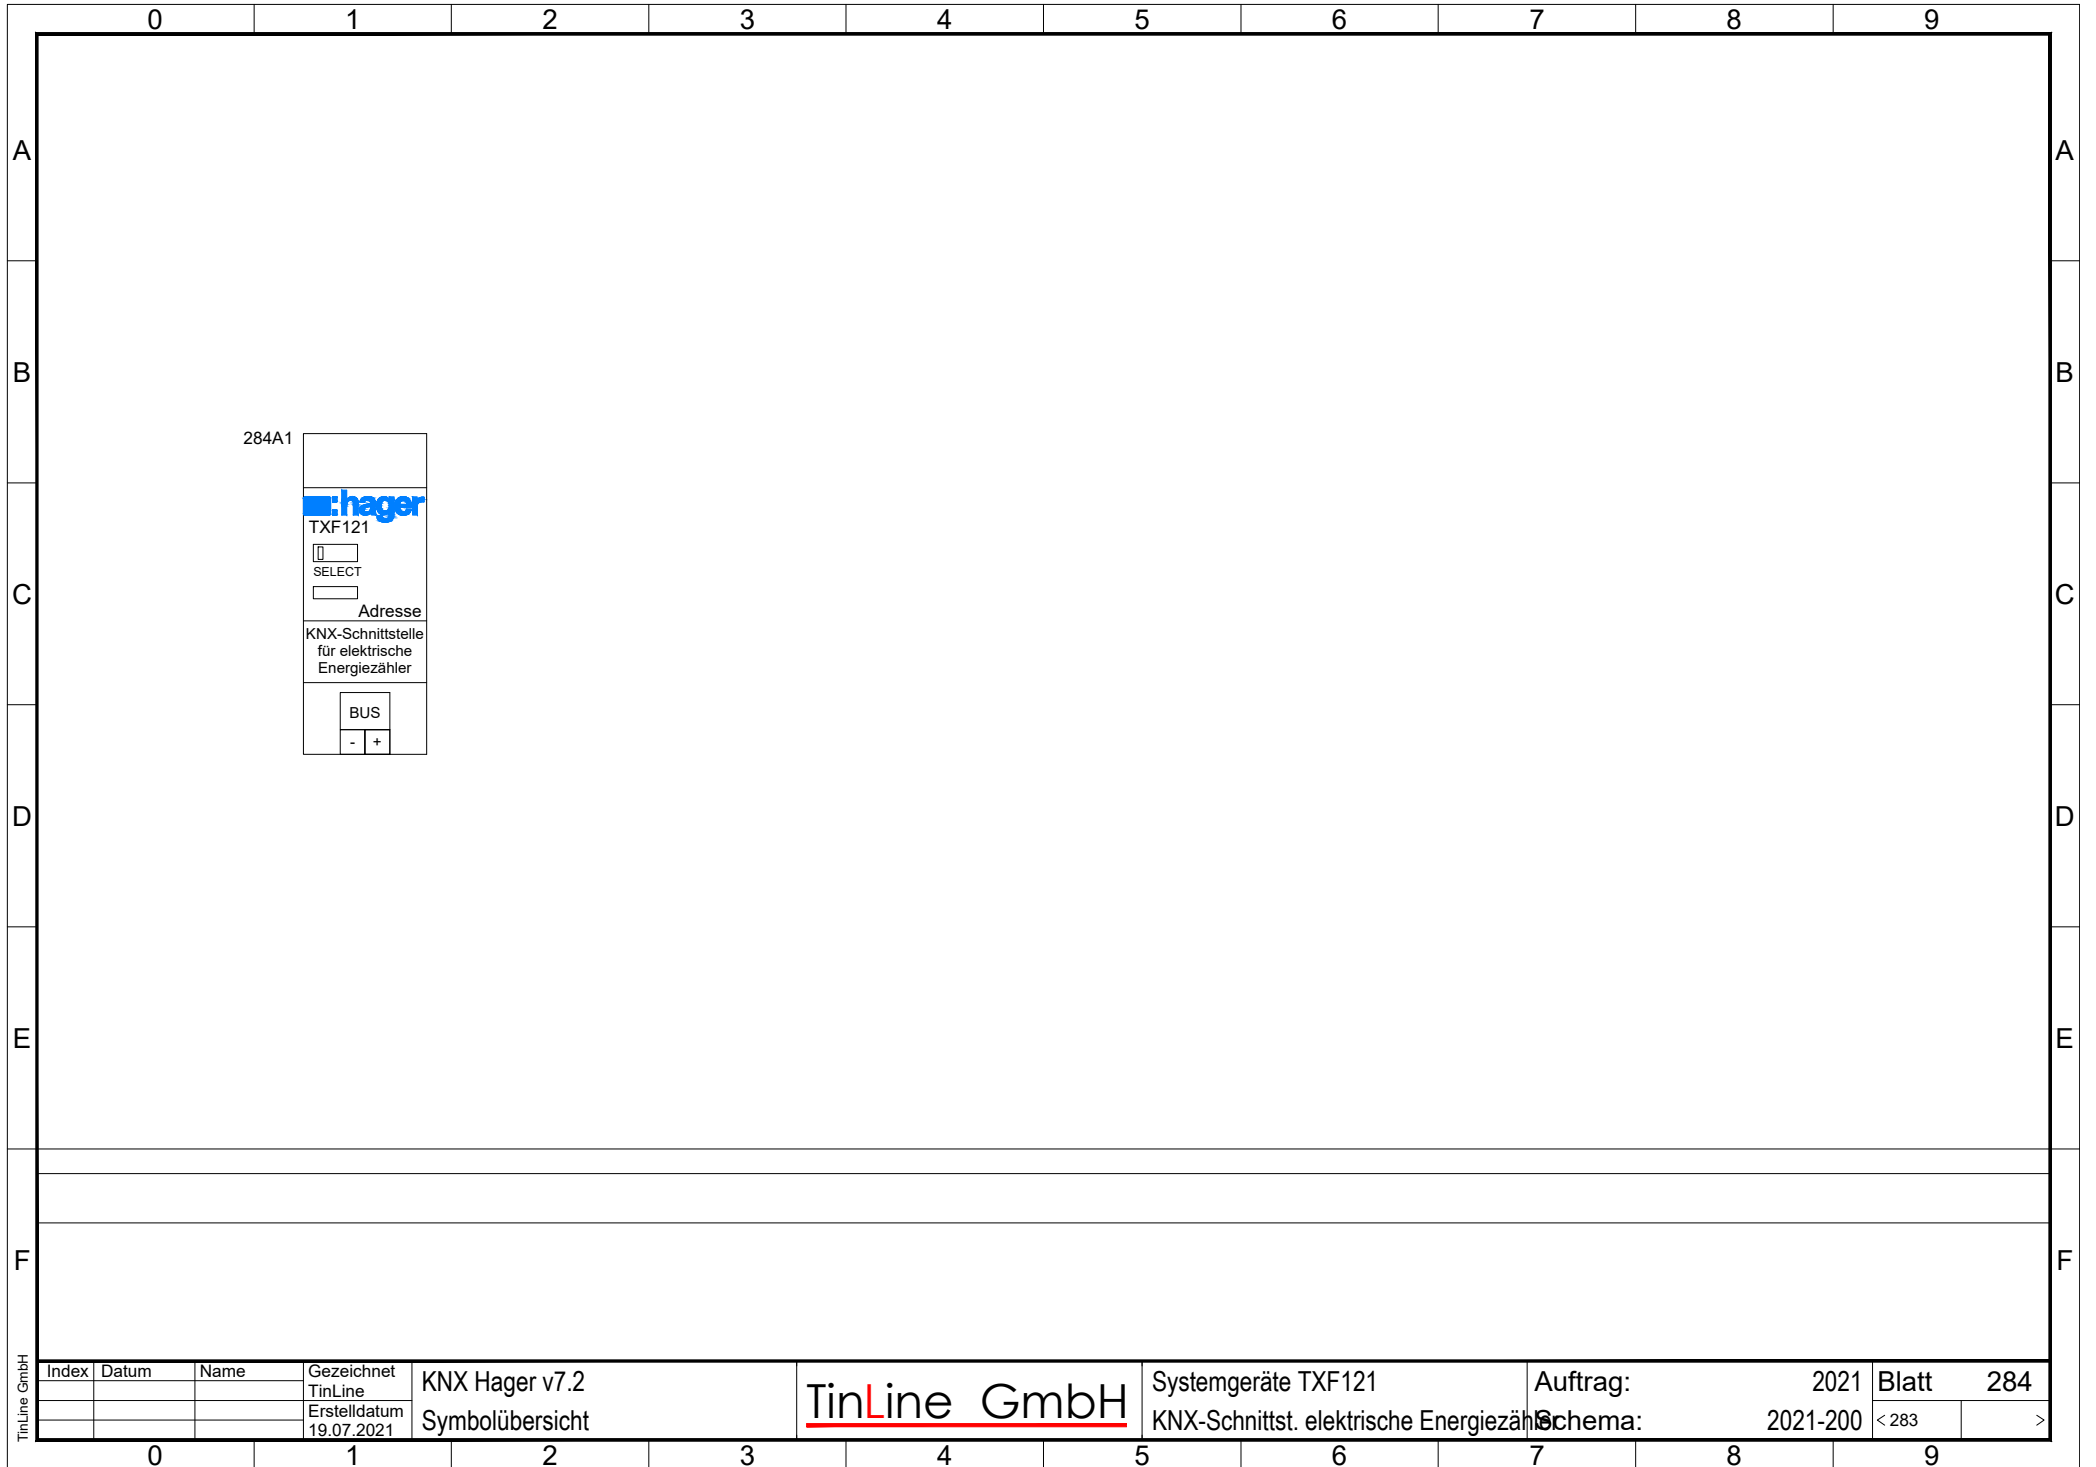 0 1 2 3 4 5 6 7 8 9
A A
B B
284A1
:hager
TXF121
SELECT
C C
Adresse
KNX-Schnittstelle
für elektrische
Energiezähler
BUS
- +
D D
E E
F F
TinLine GmbH
Index Datum Name Gezeichnet
TinLine
Erstelldatum
19.07.2021
KNX Hager v7.2
Symbolübersicht
TinLine GmbH
Systemgeräte TXF121
KNX-Schnittst. elektrische Energiezähler
Auftrag: 2021
Schema: 2021-200
Blatt 284
< 283 >
0 1 2 3 4 5 6 7 8 9